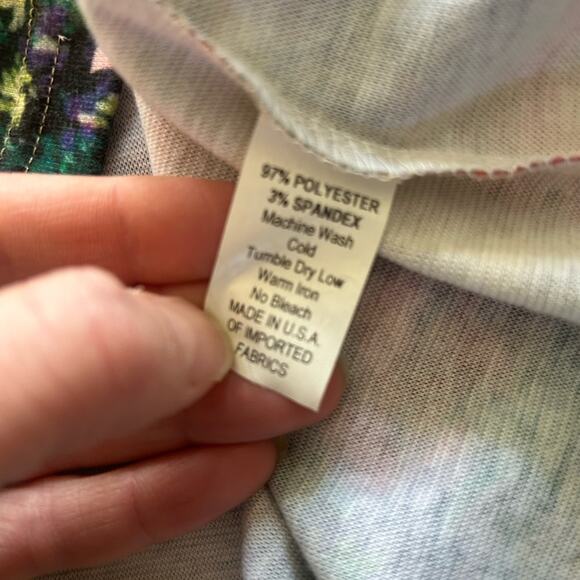 97% POLYESTER
3% SPANDEX
Machine Wash
Cold
Tumble Dry Low
Warm Iron
No Bleach
MADE IN U.S.A.
OF IMPORTED
FABRICS